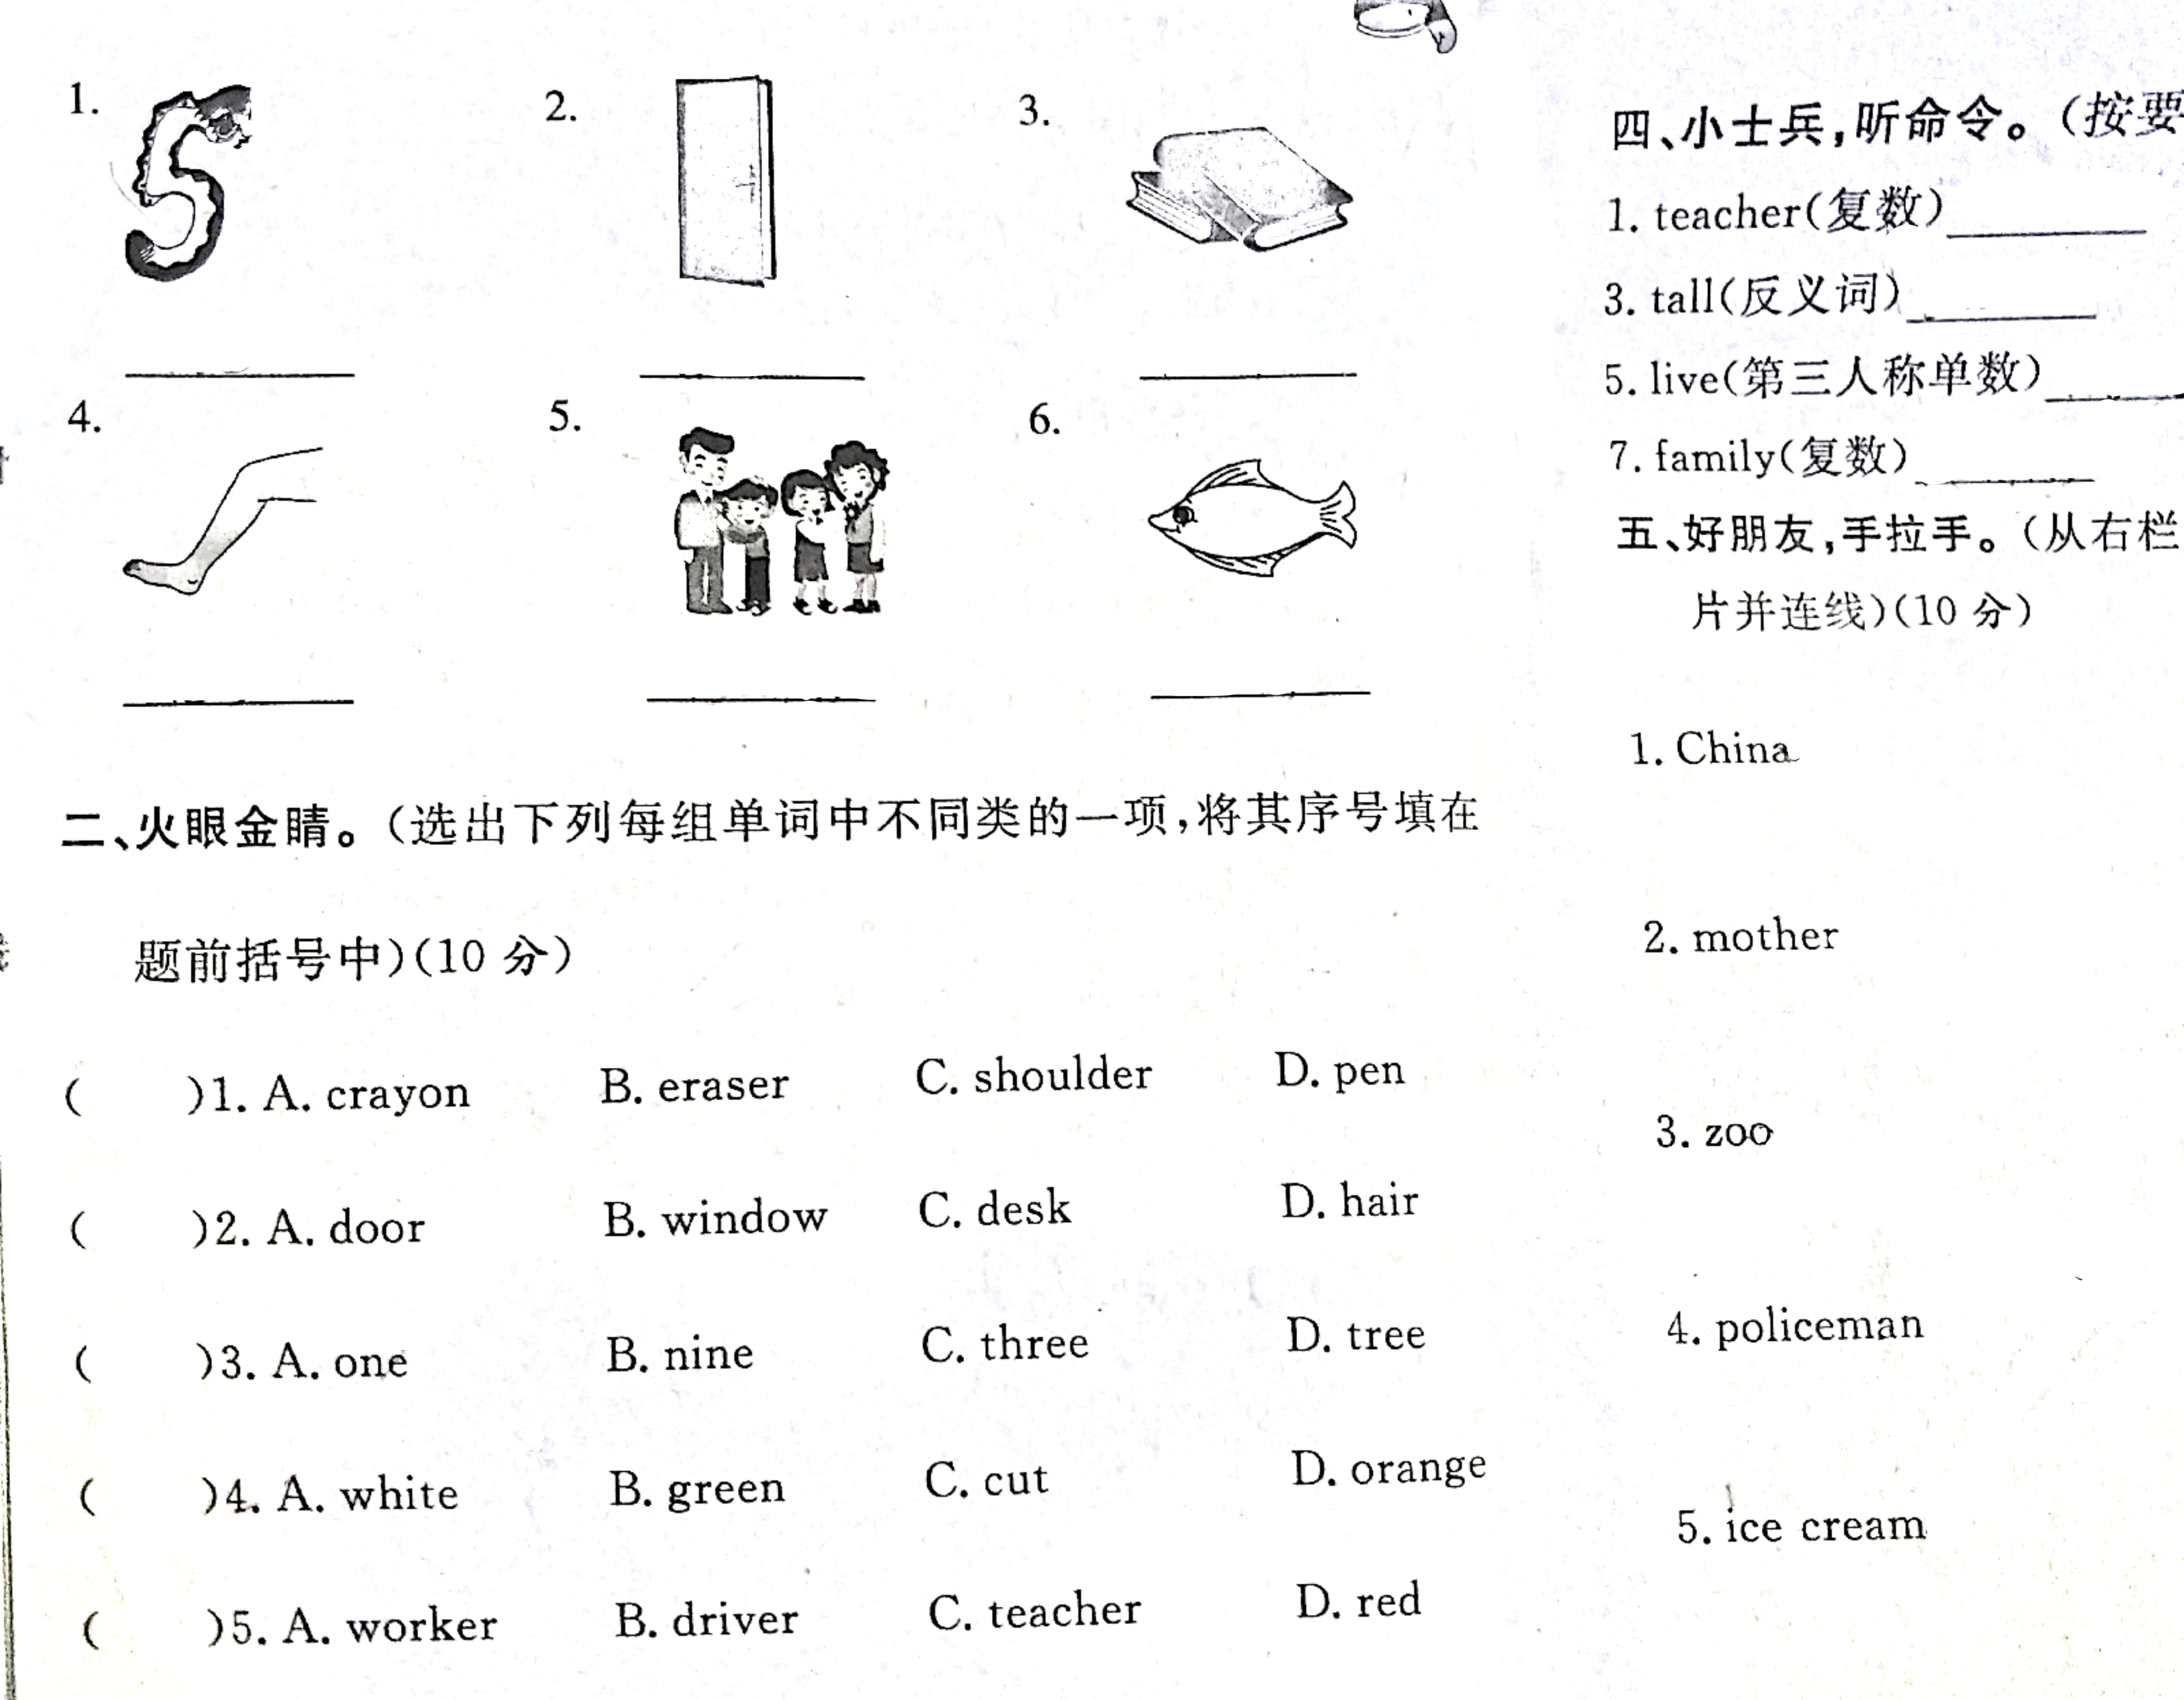 1.
2.
3.
4.
5.
6.
二、火眼金睛。(选出下列每组单词中不同类的一项,将其序号填在
题前括号中)(10 分)
( )1. A. crayon B. eraser C. shoulder D. pen
( )2. A. door B. window C. desk D. hair
( )3. A. one B. nine C. three D. tree
( )4. A. white B. green C. cut D. orange
( )5. A. worker B. driver C. teacher D. red
四、小士兵,听命令。(按要
1. teacher(复数)
3. tall(反义词)
5. live(第三人称单数)
7. family(复数)
五、好朋友,手拉手。(从右栏
片并连线)(10 分)
1. China
2. mother
3. zoo
4. policeman
5. ice cream